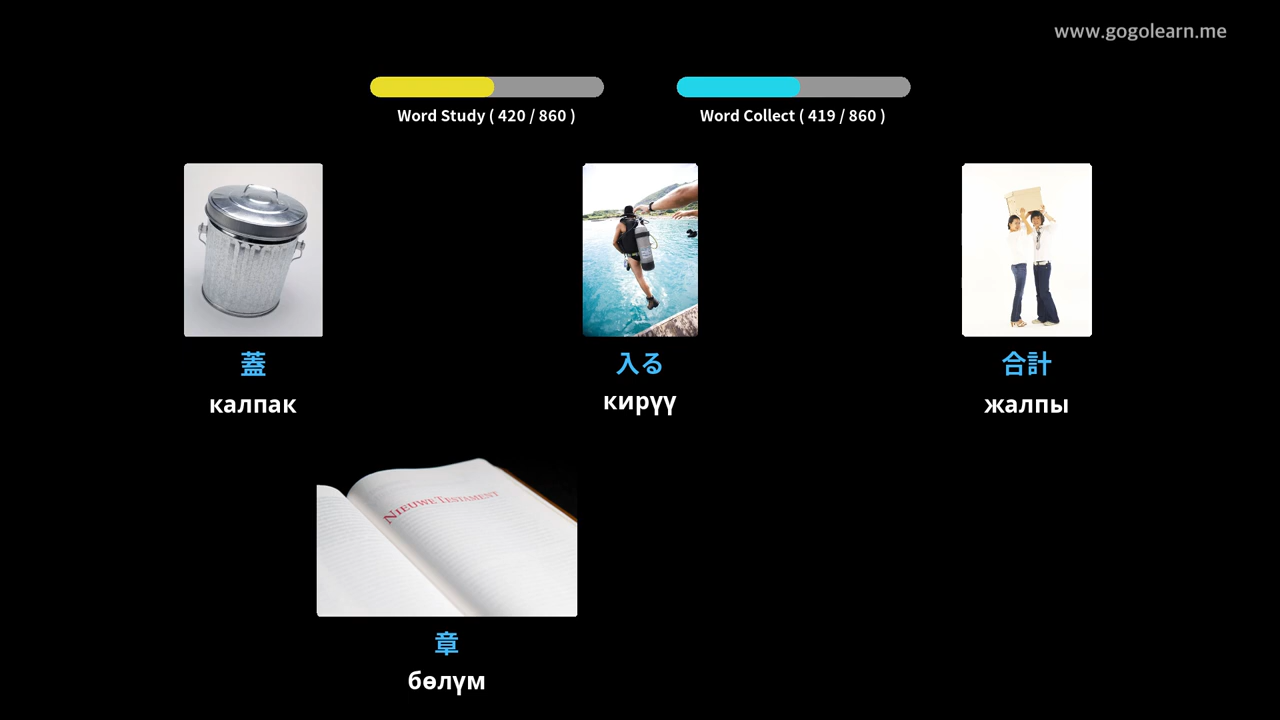 www.gogolearn.me
Word Study ( 420 / 860 )
Word Collect ( 419 / 860 )
蓋
калпак
入る
кирүү
合計
жалпы
NIEUWE TESTAMENT
章
бөлүм